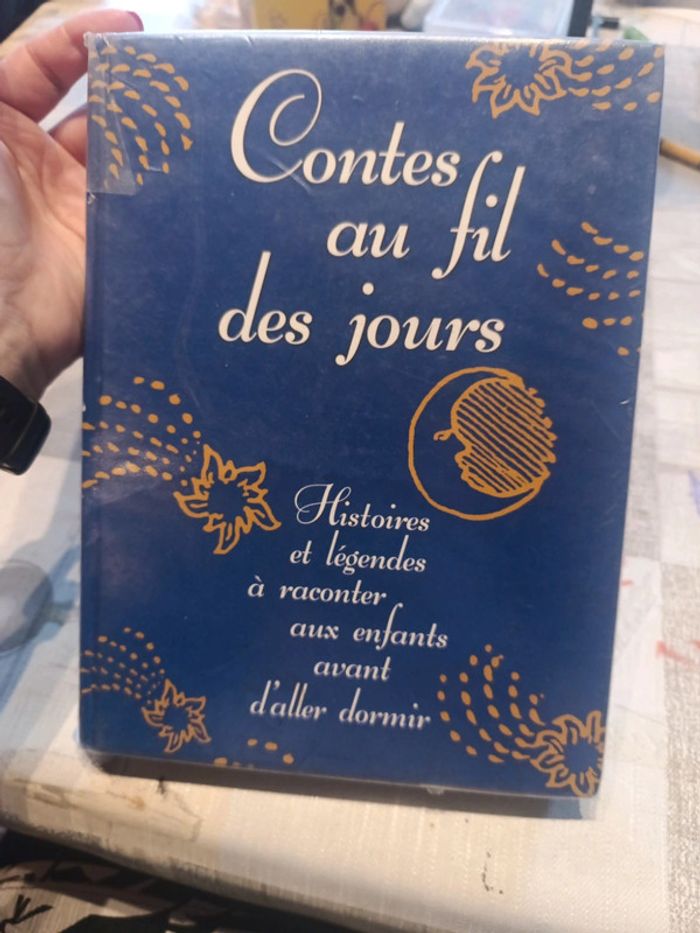 Contes
au fil
des jours
Histoires
et légendes
à raconter
aux enfants
avant
d'aller dormir